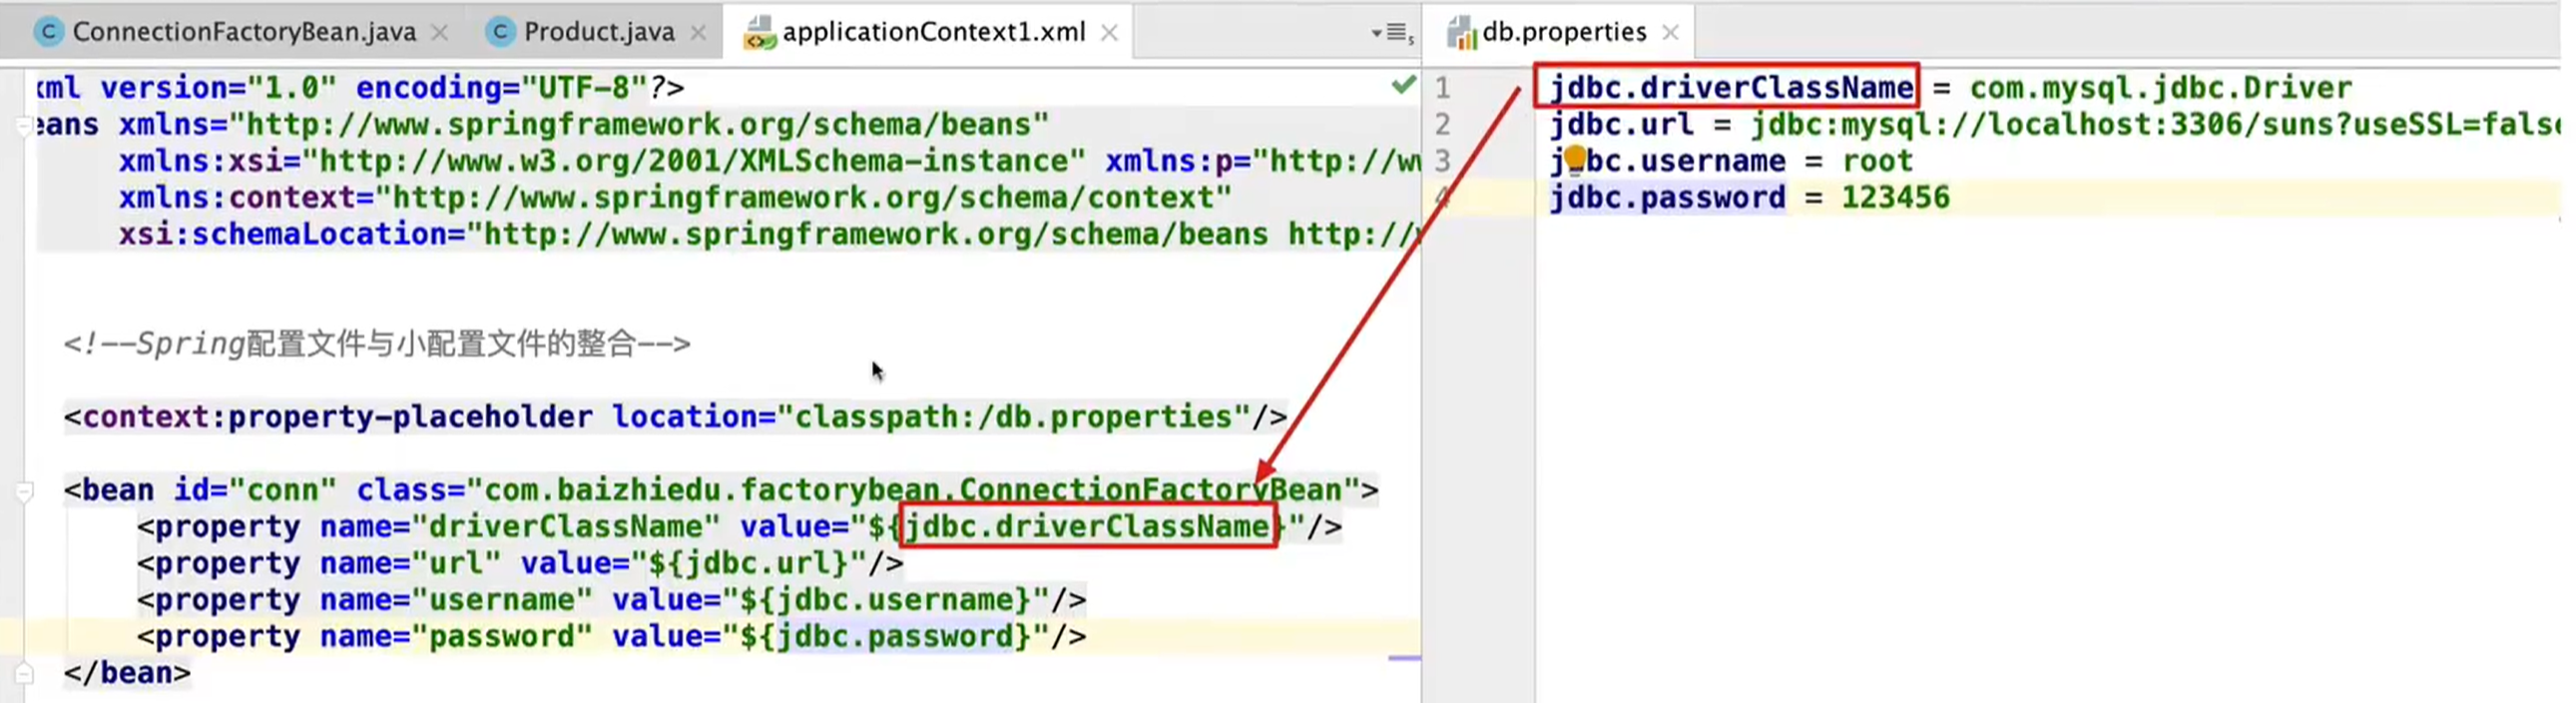 ConnectionFactoryBean.java
Product.java
applicationContext1.xml
xml version="1.0" encoding="UTF-8"?>
eans xmlns="http://www.springframework.org/schema/beans"
xmlns:xsi="http://www.w3.org/2001/XMLSchema-instance" xmlns:p="http://ww
xmlns:context="http://www.springframework.org/schema/context"
xsi:schemaLocation="http://www.springframework.org/schema/beans http://
<!--Spring配置文件与小配置文件的整合-->
<context:property-placeholder location="classpath:/db.properties"/>
<bean id="conn" class="com.baizhiedu.factorybean.ConnectionFactoryBean">
<property name="driverClassName" value="${jdbc.driverClassName}"/>
<property name="url" value="${jdbc.url}"/>
<property name="username" value="${jdbc.username}"/>
<property name="password" value="${jdbc.password}"/>
</bean>
db.properties
1 jdbc.driverClassName = com.mysql.jdbc.Driver
2 jdbc.url = jdbc:mysql://localhost:3306/suns?useSSL=false
3 jdbc.username = root
4 jdbc.password = 123456